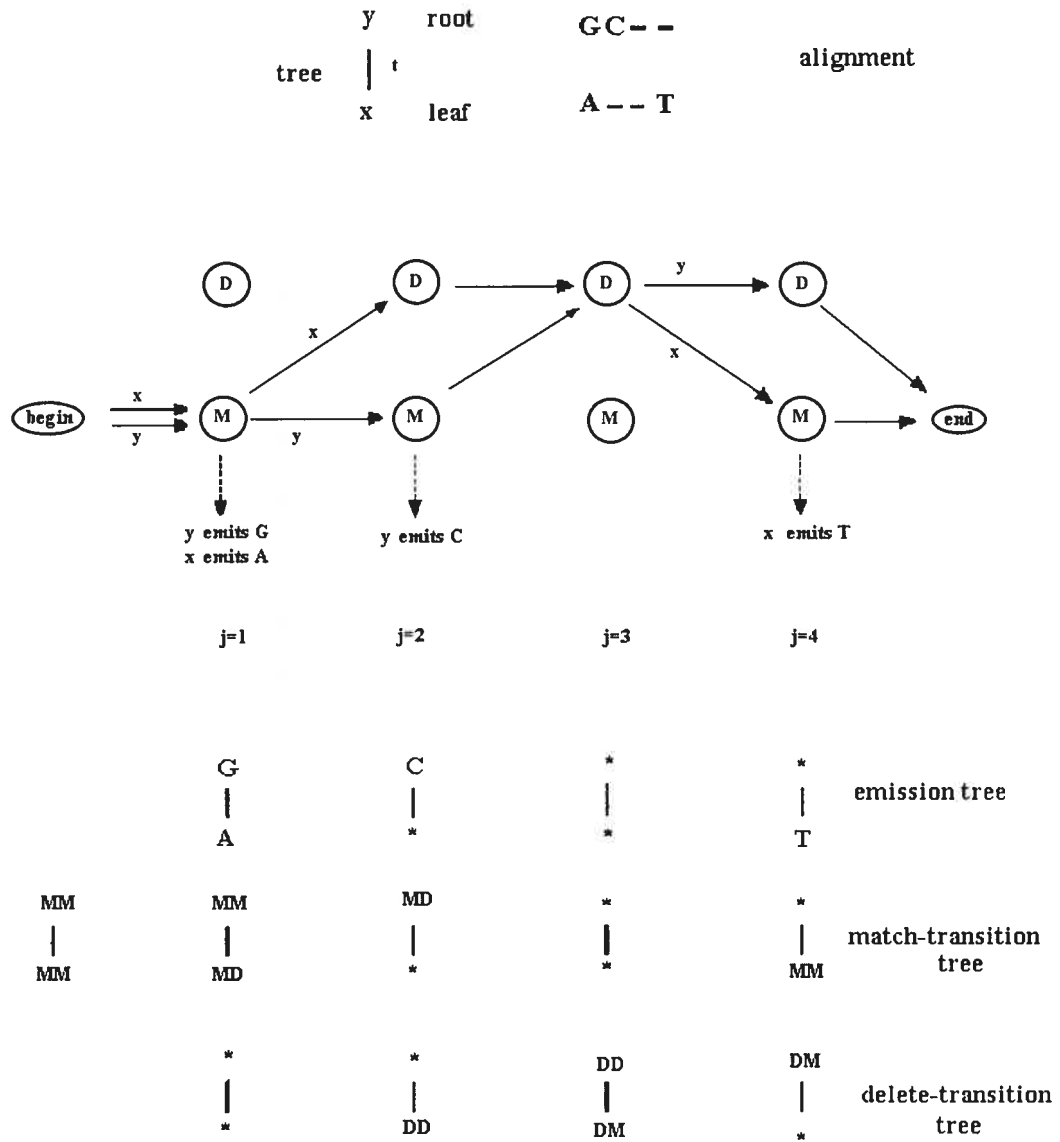 y root GC- -
tree t alignment
x leaf A--T
D D D y D
x x
begin x M M M M end
y y
y emits G y emits C x emits T
x emits A
j=1 j=2 j=3 j=4
G C * *
emission tree
A * * T
MM MM MD * *
match-transition
MM MD * * MM
tree
* * DD DM
delete-transition
* DD DM *
tree